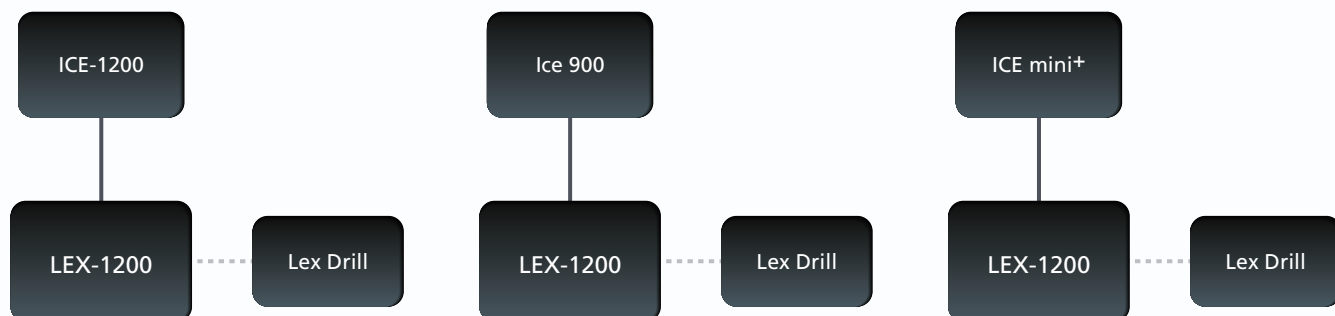 ICE-1200
Ice 900
ICE mini+
LEX-1200
Lex Drill
LEX-1200
Lex Drill
LEX-1200
Lex Drill